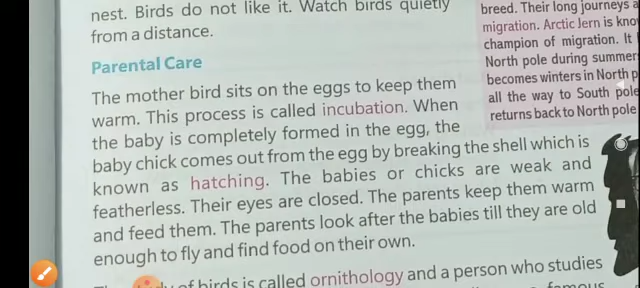 nest. Birds do not like it. Watch birds quietly
from a distance.
Parental Care
The mother bird sits on the eggs to keep them
warm. This process is called incubation. When
the baby is completely formed in the egg, the
baby chick comes out from the egg by breaking the shell which is
known as hatching. The babies or chicks are weak and
featherless. Their eyes are closed. The parents keep them warm
and feed them. The parents look after the babies till they are old
enough to fly and find food on their own.
of birds is called ornithology and a person who studies
famous
breed. Their long journeys
migration. Arctic Jern is
champion of migration. It
North pole during summer
becomes winters in North
all the way to South pole
returns back to North pole